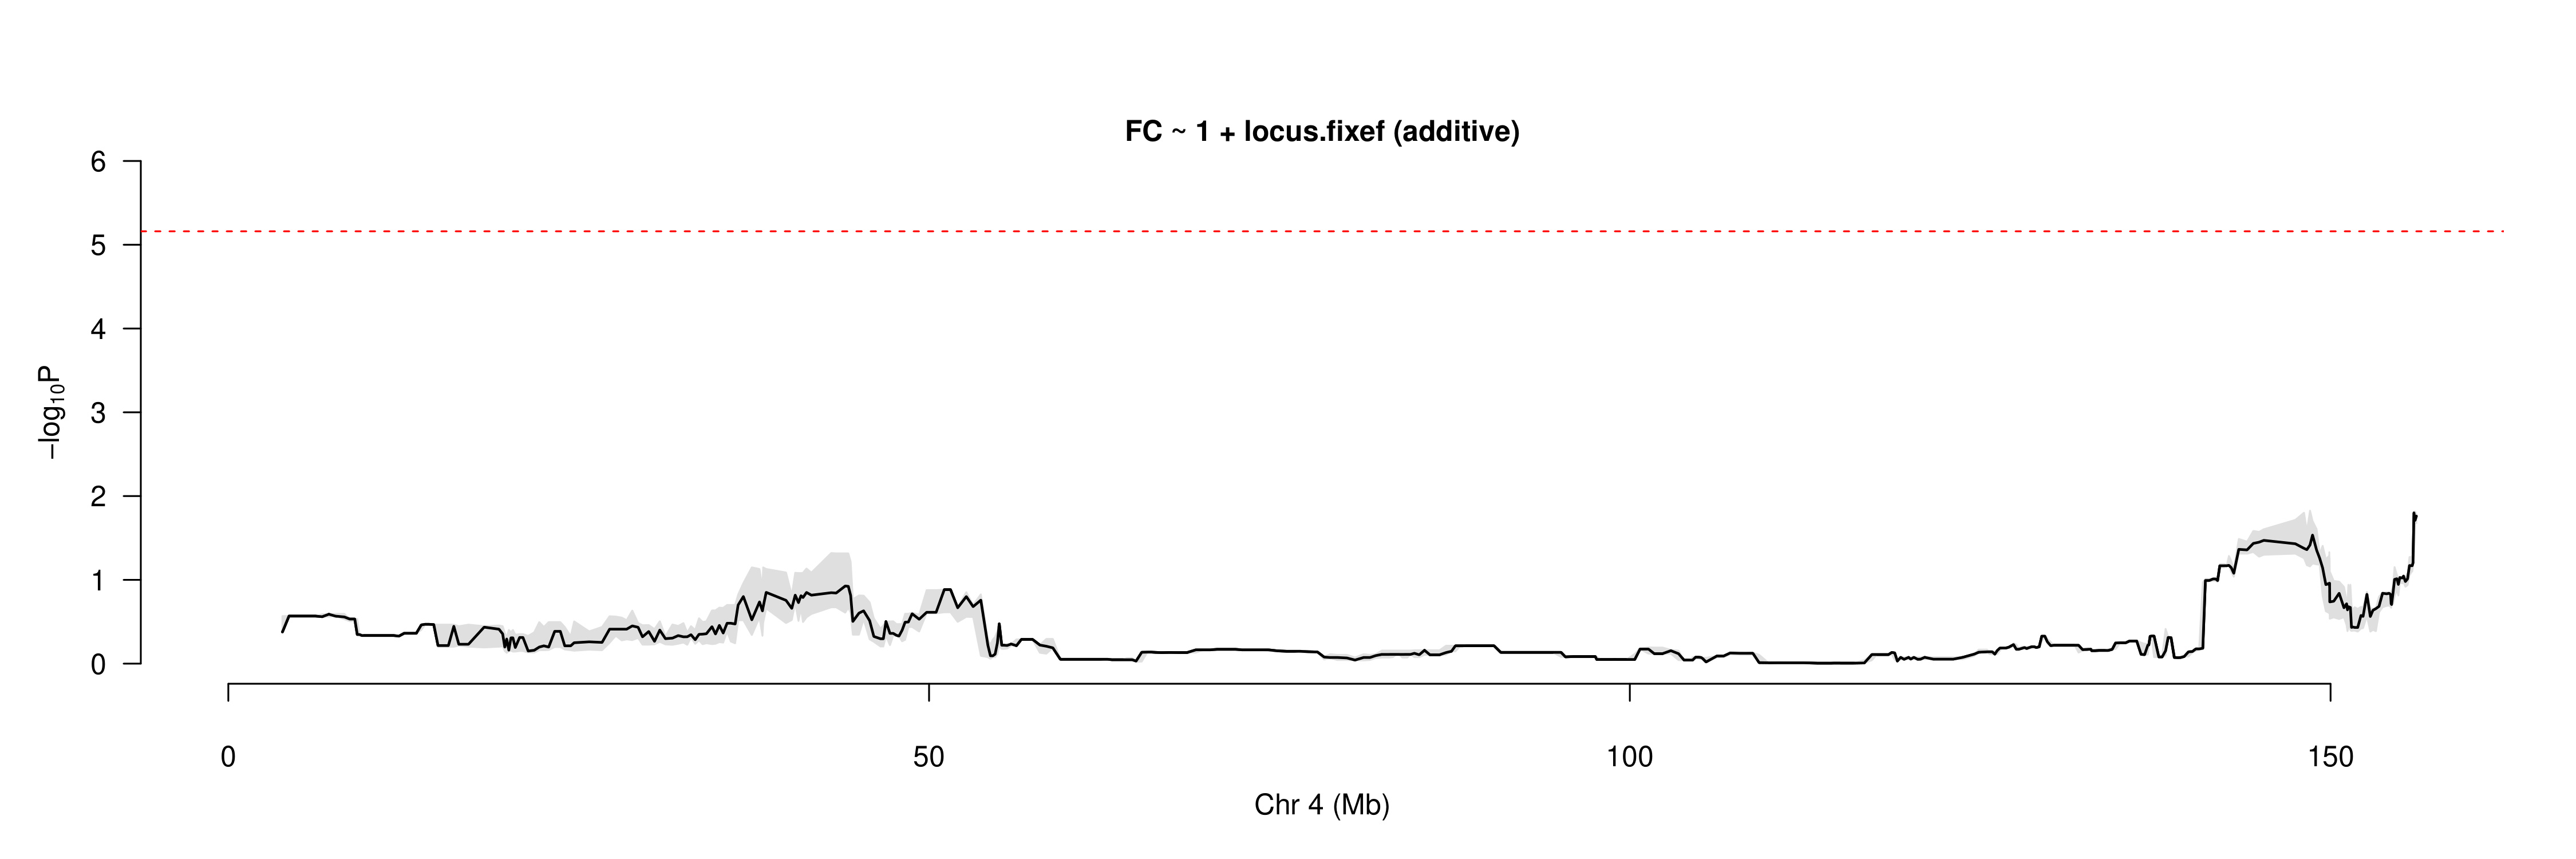 FC ~ 1 + locus.fixef (additive)
6
5
4
3
2
1
0
−log₁₀P
0 50 100 150
Chr 4 (Mb)